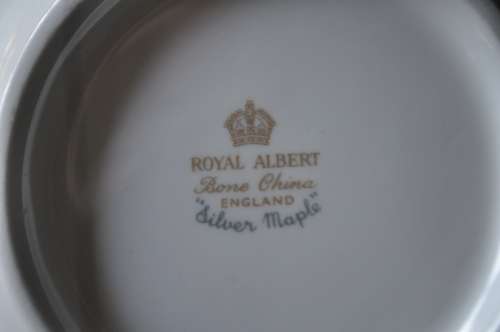 ROYAL ALBERT
Bone China
ENGLAND
"Silver Maple"